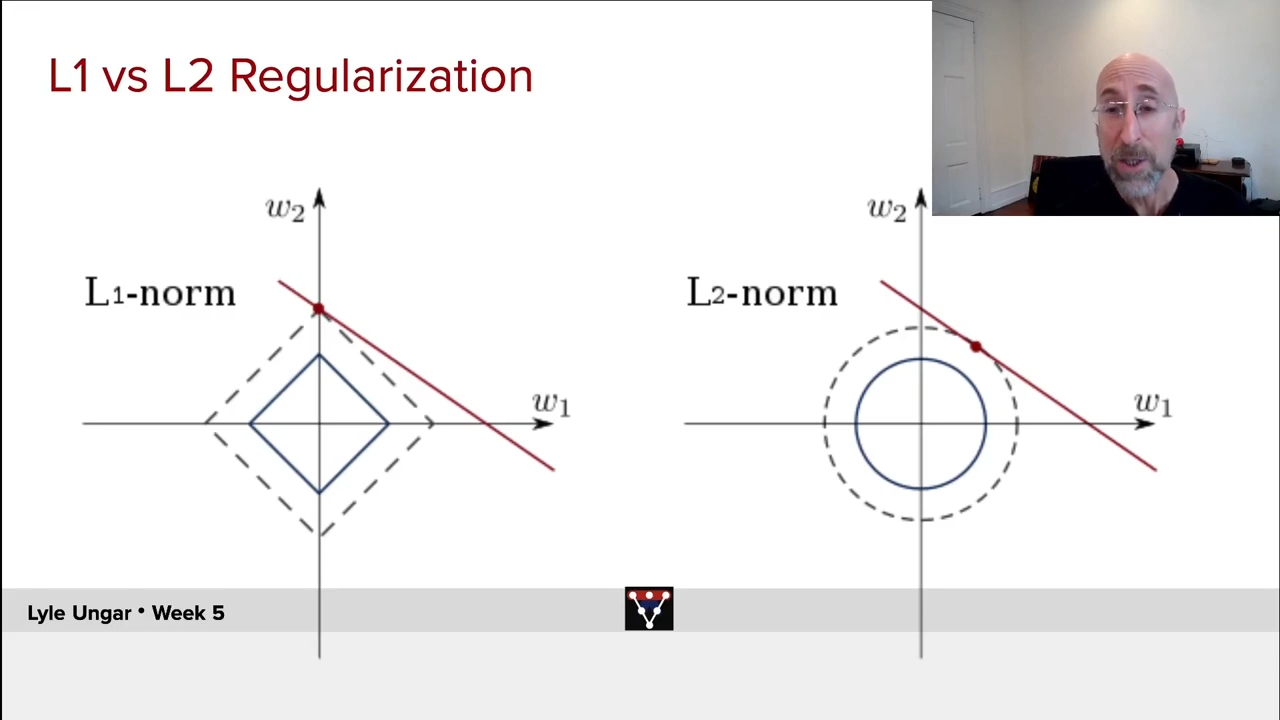 L1 vs L2 Regularization
w₂
L1-norm
w₁
w₂
L2-norm
w₁
Lyle Ungar • Week 5